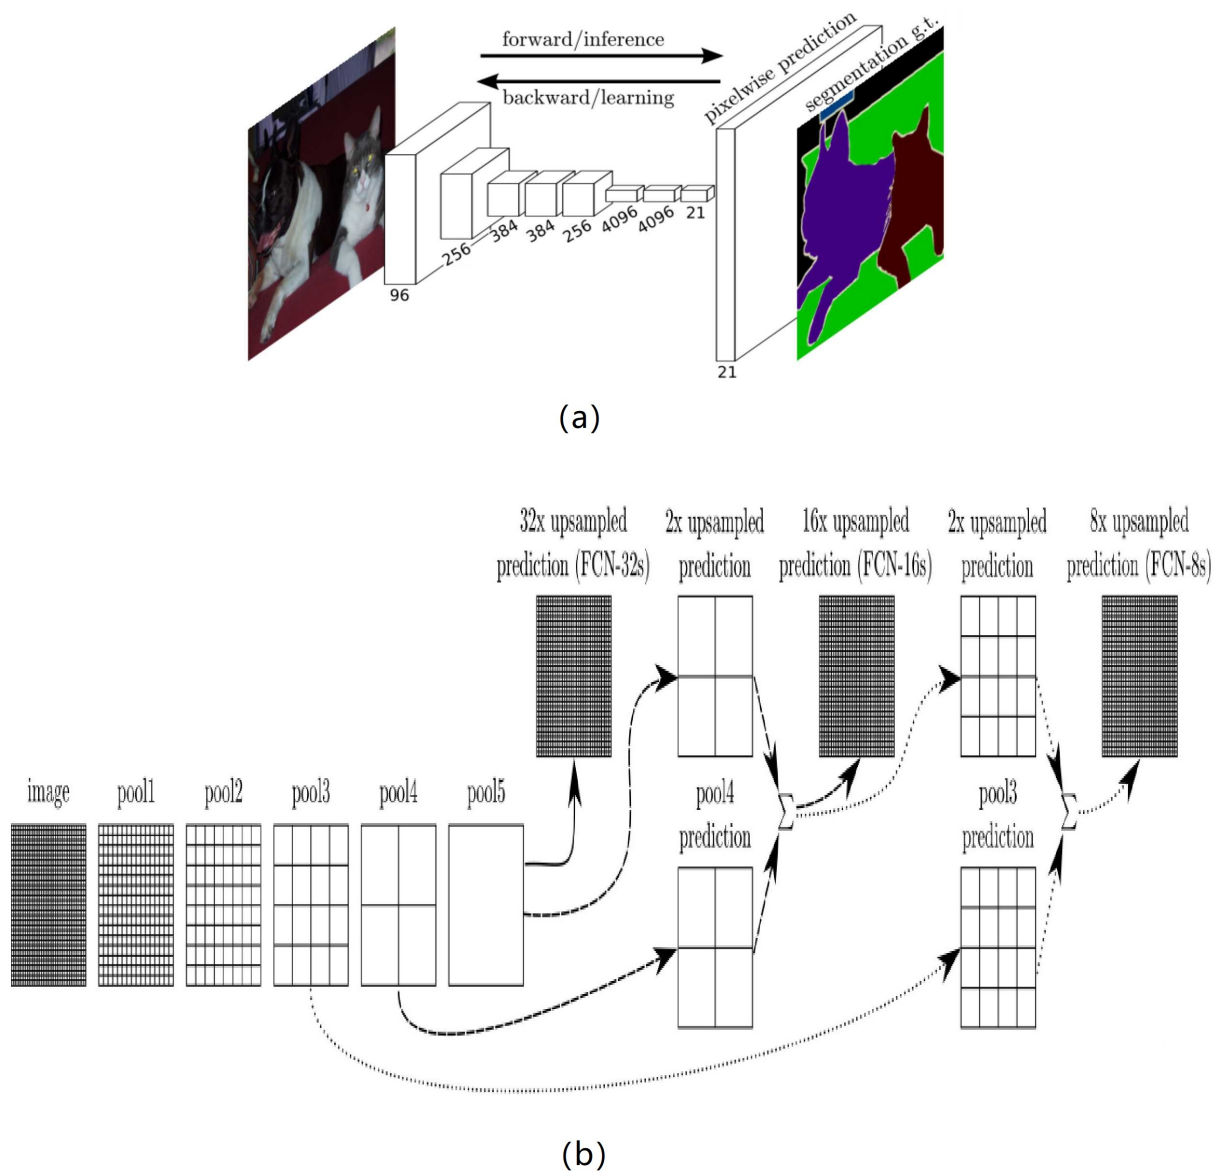 forward/inference
backward/learning
pixelwise prediction
segmentation g.t.
96
256
384
384
256
4096
4096
21
21
(a)
32x upsampled
prediction (FCN-32s)
2x upsampled
prediction
16x upsampled
prediction (FCN-16s)
2x upsampled
prediction
8x upsampled
prediction (FCN-8s)
image
pool1
pool2
pool3
pool4
pool5
pool4
prediction
∑
pool3
prediction
∑
(b)